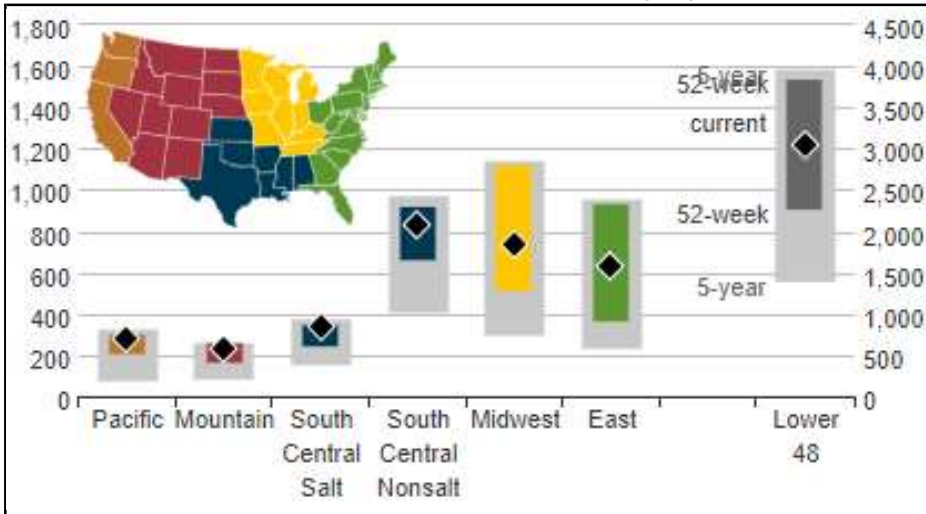 1,800
1,600
1,400
1,200
1,000
800
600
400
200
0
5-year
52-week
current
52-week
5-year
4,500
4,000
3,500
3,000
2,500
2,000
1,500
1,000
500
0
Pacific
Mountain
South
Central
Salt
South
Central
Nonsalt
Midwest
East
Lower
48